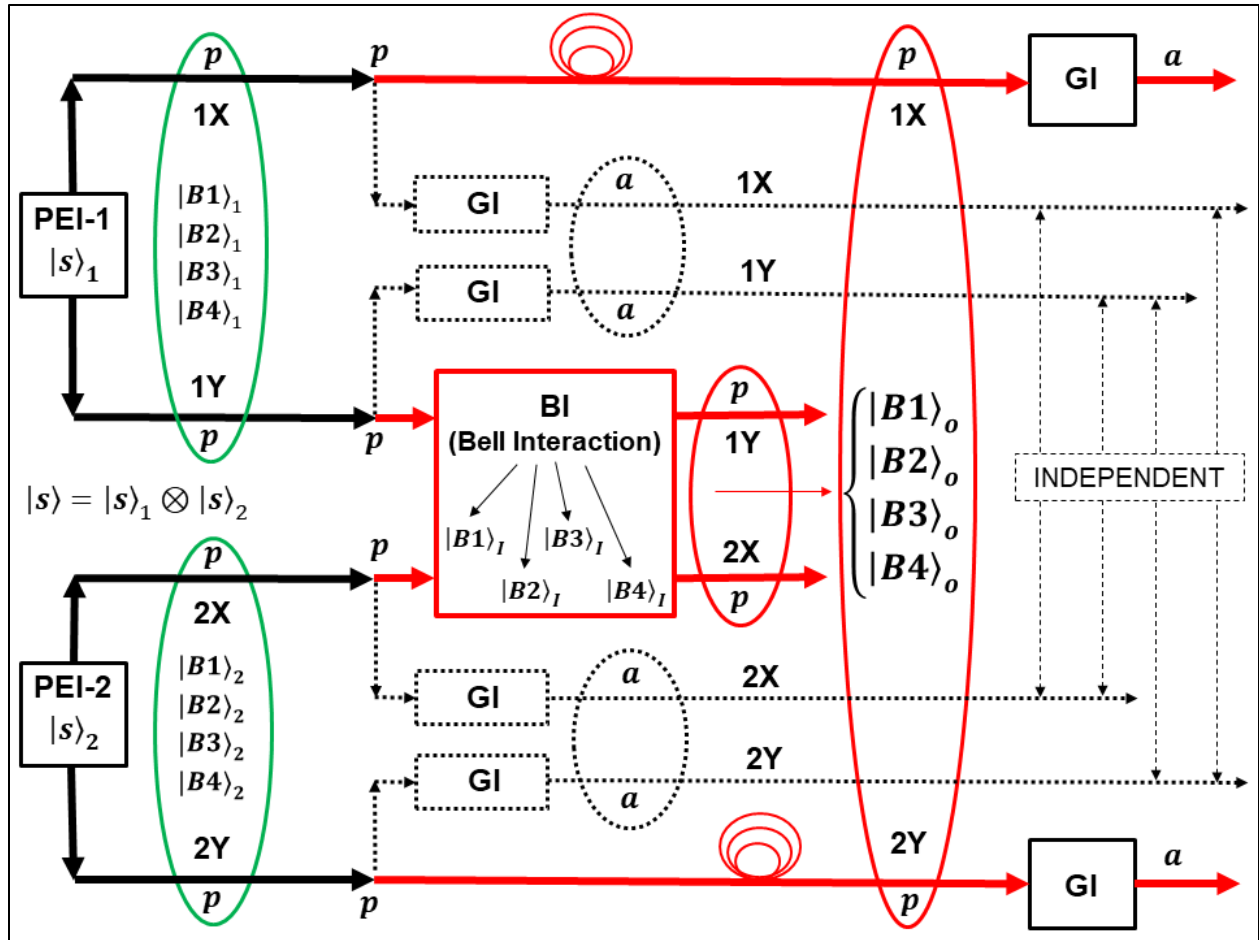 p
p
p
GI
a
1X
1X
|B1⟩₁
|B2⟩₁
|B3⟩₁
|B4⟩₁
PEI-1
|s⟩₁
GI
a
1X
GI
a
1Y
1Y
p
p
BI
(Bell Interaction)
|B1⟩I
|B3⟩I
|B2⟩I
|B4⟩I
p
1Y
2X
p
|B1⟩o
|B2⟩o
|B3⟩o
|B4⟩o
INDEPENDENT
|s⟩ = |s⟩₁ ⊗ |s⟩₂
p
p
2X
|B1⟩₂
|B2⟩₂
|B3⟩₂
|B4⟩₂
PEI-2
|s⟩₂
GI
a
2X
GI
a
2Y
2Y
p
p
2Y
p
GI
a